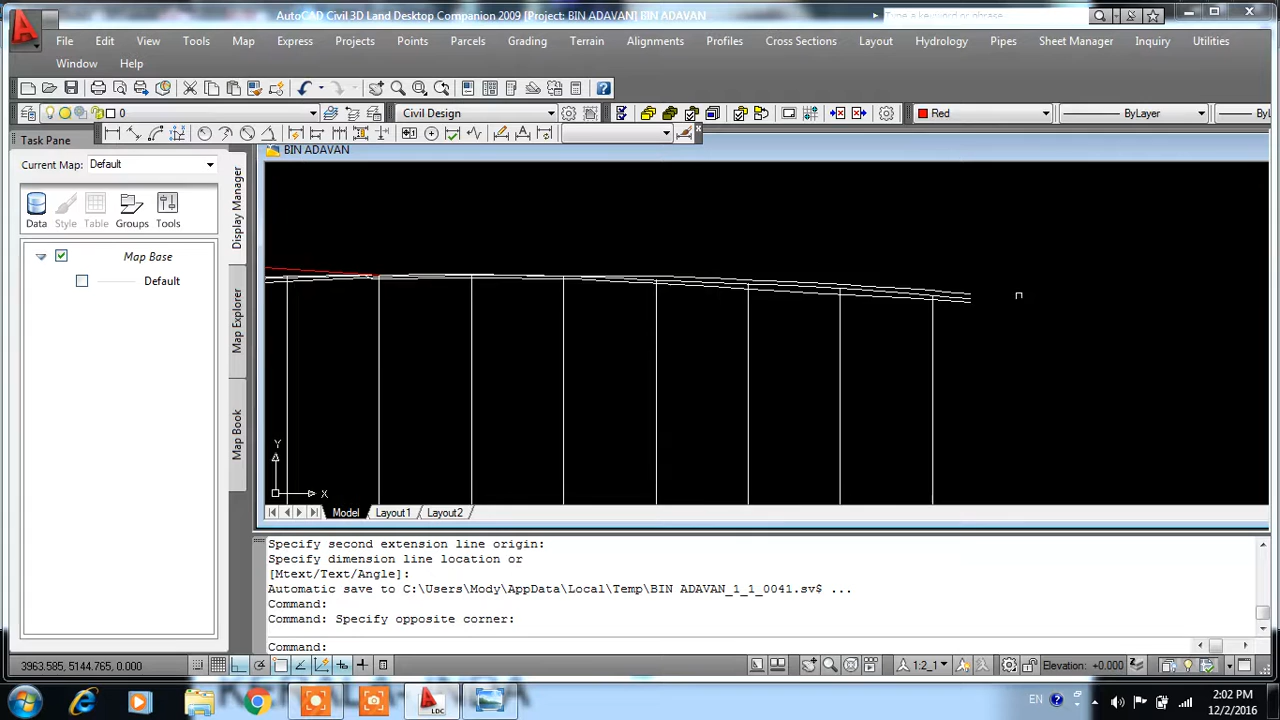 AutoCAD Civil 3D Land Desktop Companion 2009 [Project: BIN ADAVAN] BIN ADAVAN
Type a keyword or phrase
File Edit View Tools Map Express Projects Points Parcels Grading Terrain Alignments Profiles Cross Sections Layout Hydrology Pipes Sheet Manager Inquiry Utilities
Window Help
0 Civil Design Red ByLayer
Task Pane
BIN ADAVAN
Current Map: Default
Data Style Table Groups Tools
Display Manager
Map Explorer
Map Book
Map Base
Default
Y
X
Model Layout1 Layout2
Specify second extension line origin:
Specify dimension line location or
[Mtext/Text/Angle]:
Automatic save to C:\Users\Mody\AppData\Local\Temp\BIN ADAVAN_1_1_0041.sv$ ...
Command:
Command: Specify opposite corner:
Command:
3963.585, 5144.765, 0.000
1:2_1
Elevation: +0.000
LDC
EN
2:02 PM
12/2/2016